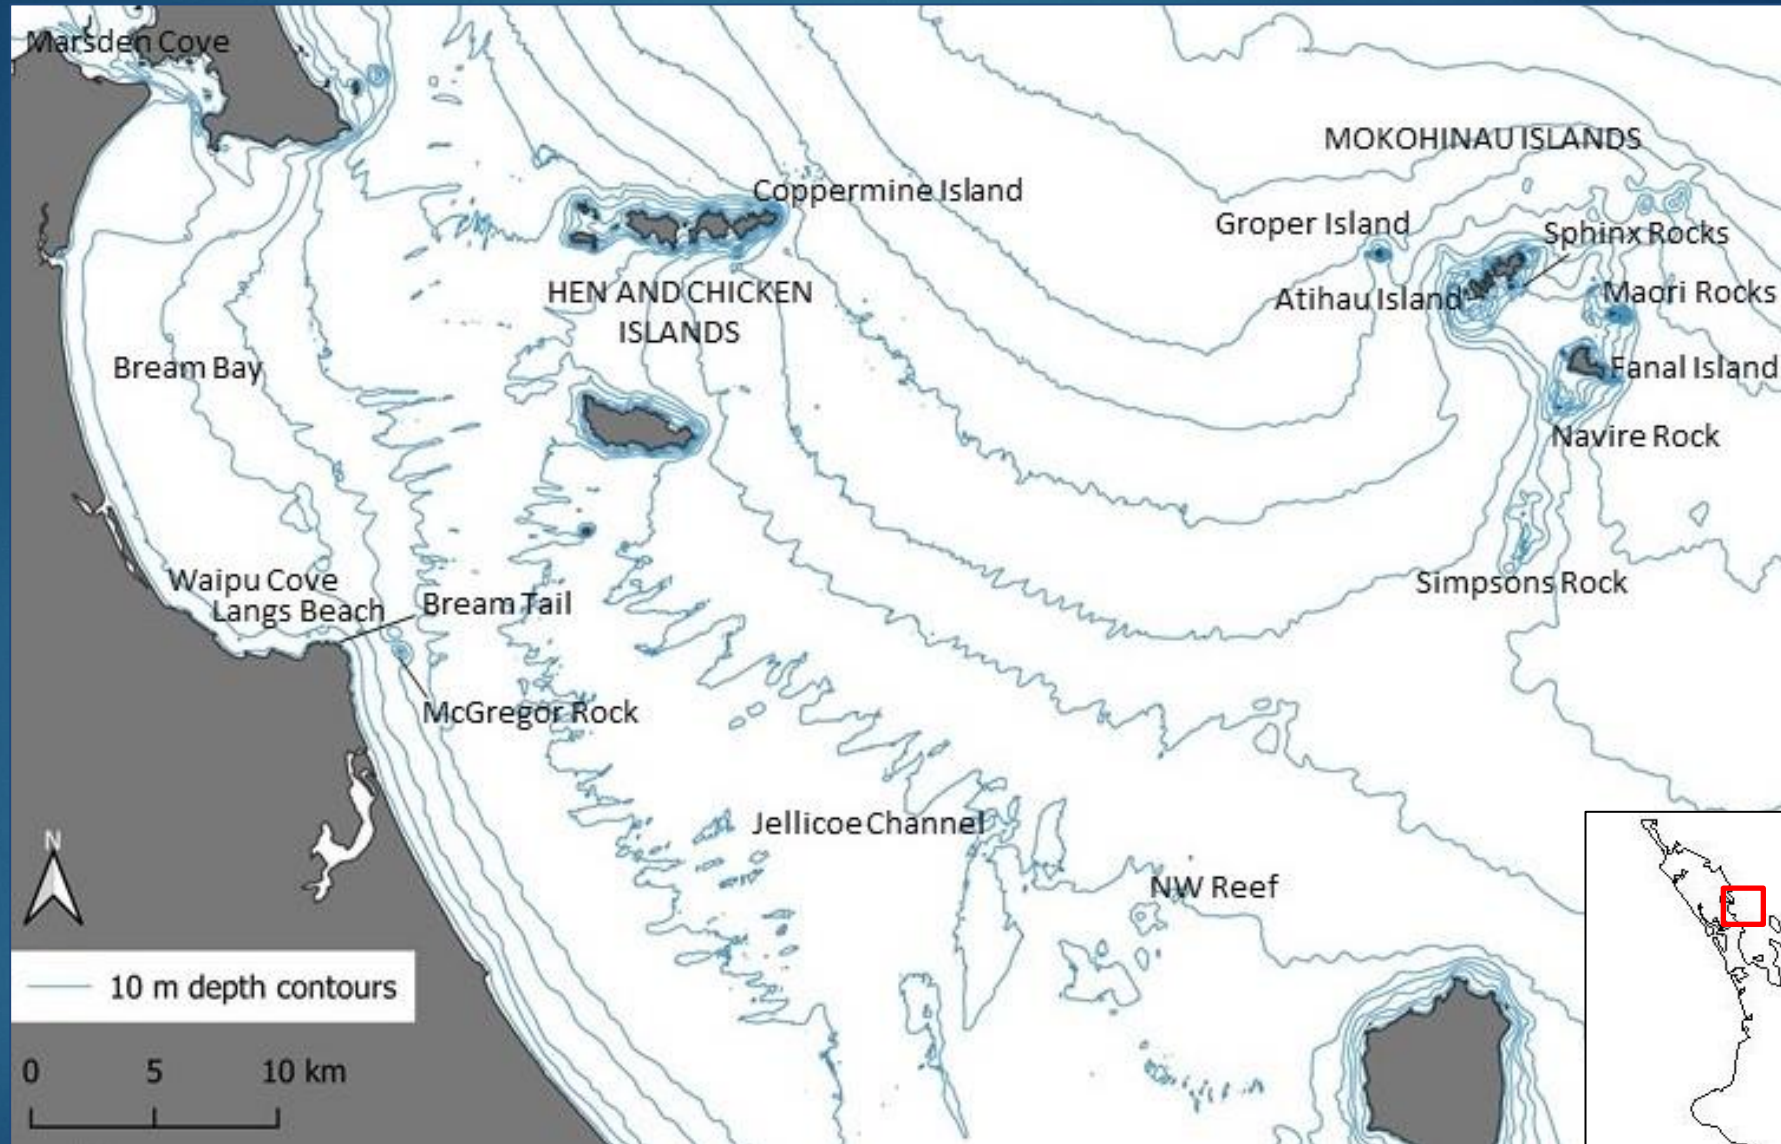 Marsden Cove
MOKOHINAU ISLANDS
Coppermine Island
Groper Island
Sphinx Rocks
HEN AND CHICKEN
ISLANDS
Atihau Island
Maori Rocks
Bream Bay
Fanal Island
Navire Rock
Waipu Cove
Langs Beach
Bream Tail
Simpsons Rock
McGregor Rock
Jellicoe Channel
NW Reef
N
10 m depth contours
0 5 10 km